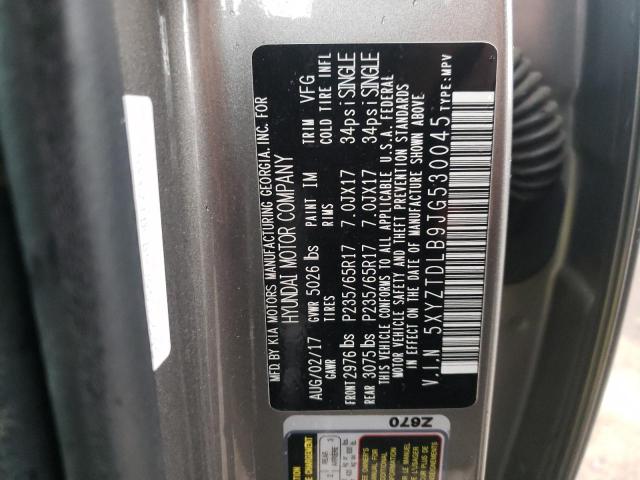 MFD.BY KIA MOTORS MANUFACTURING GEORGIA, INC. FOR
HYUNDAI MOTOR COMPANY
AUG/02/17 GVWR 5026 lbs PAINT IM TRIM VFG
GAWR TIRES RIMS COLD TIRE INFL
FRONT 2976 lbs P235/65R17 7.0JX17 34psi SINGLE
REAR 3075 lbs P235/65R17 7.0JX17 34psi SINGLE
THIS VEHICLE CONFORMS TO ALL APPLICABLE U.S.A. FEDERAL
MOTOR VEHICLE SAFETY AND THEFT PREVENTION STANDARDS
IN EFFECT ON THE DATE OF MANUFACTURE SHOWN ABOVE
V.I.N 5XYZTDLB9JG530045 TYPE:MPV
Z670
REAR